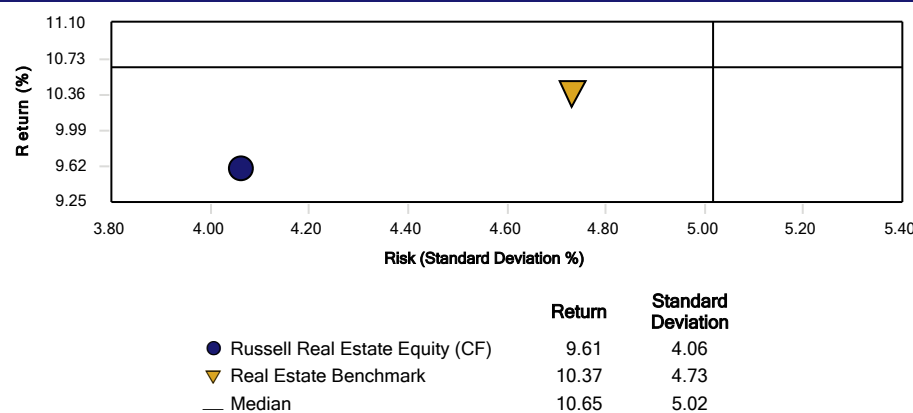 11.10
10.73
10.36
9.99
9.62
9.25
Return (%)
3.80 4.00 4.20 4.40 4.60 4.80 5.00 5.20 5.40
Risk (Standard Deviation %)
Return Standard Deviation
Russell Real Estate Equity (CF) 9.61 4.06
Real Estate Benchmark 10.37 4.73
Median 10.65 5.02